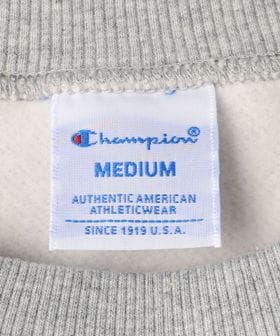 Champion®
MEDIUM
AUTHENTIC AMERICAN
ATHLETICWEAR
SINCE 1919 U.S.A.